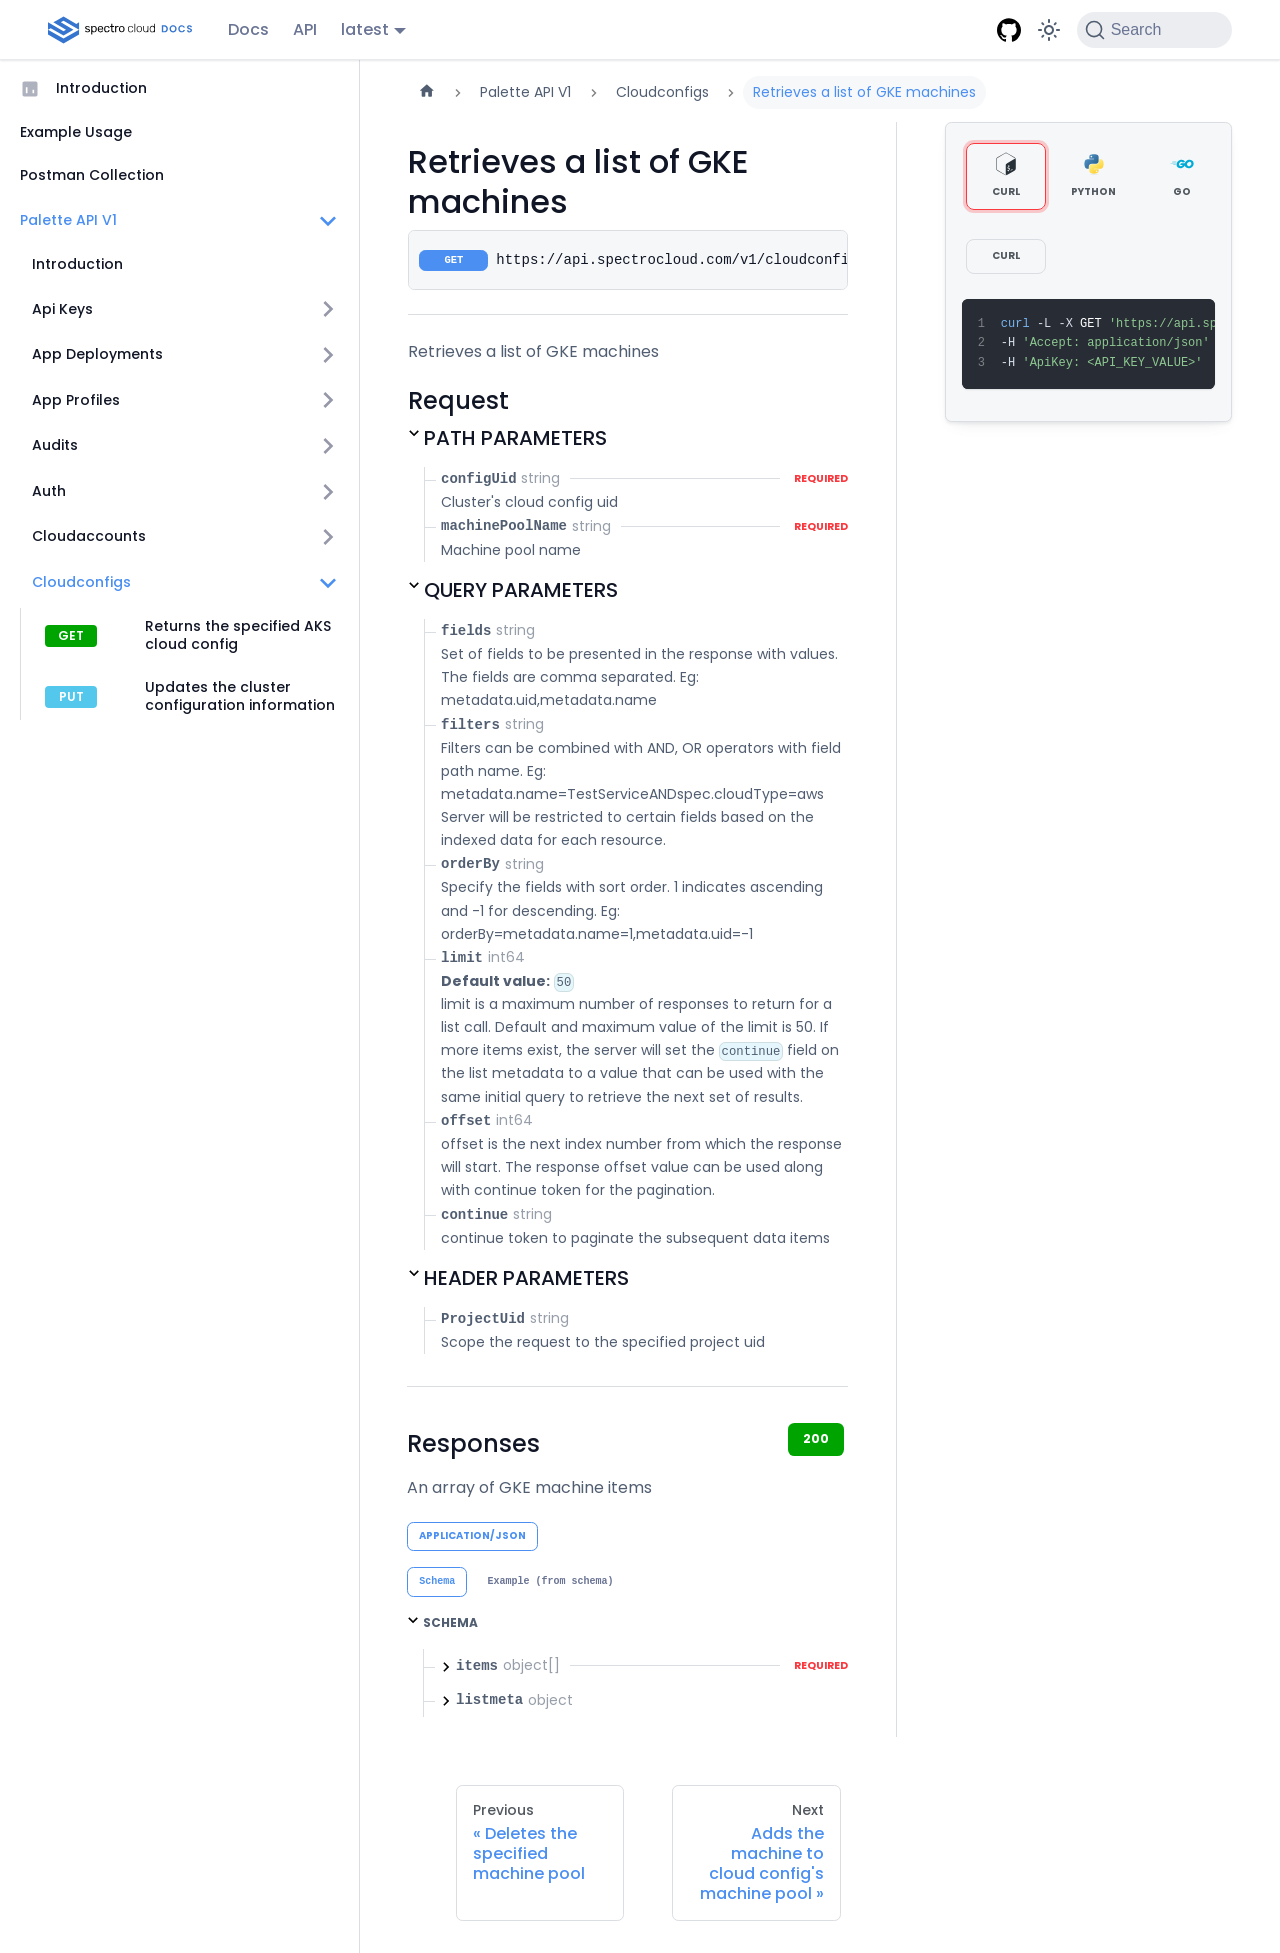 spectro cloud DOCS
Docs
API
latest
Search
Introduction
Example Usage
Postman Collection
Palette API V1
Introduction
Api Keys
App Deployments
App Profiles
Audits
Auth
Cloudaccounts
Cloudconfigs
GET
Returns the specified AKS
cloud config
PUT
Updates the cluster
configuration information
Palette API V1
Cloudconfigs
Retrieves a list of GKE machines
Retrieves a list of GKE
machines
GET https://api.spectrocloud.com/v1/cloudconfi
Retrieves a list of GKE machines
Request
PATH PARAMETERS
configUid string REQUIRED
Cluster's cloud config uid
machinePoolName string REQUIRED
Machine pool name
QUERY PARAMETERS
fields string
Set of fields to be presented in the response with values.
The fields are comma separated. Eg:
metadata.uid,metadata.name
filters string
Filters can be combined with AND, OR operators with field
path name. Eg:
metadata.name=TestServiceANDspec.cloudType=aws
Server will be restricted to certain fields based on the
indexed data for each resource.
orderBy string
Specify the fields with sort order. 1 indicates ascending
and -1 for descending. Eg:
orderBy=metadata.name=1,metadata.uid=-1
limit int64
Default value: 50
limit is a maximum number of responses to return for a
list call. Default and maximum value of the limit is 50. If
more items exist, the server will set the continue field on
the list metadata to a value that can be used with the
same initial query to retrieve the next set of results.
offset int64
offset is the next index number from which the response
will start. The response offset value can be used along
with continue token for the pagination.
continue string
continue token to paginate the subsequent data items
HEADER PARAMETERS
ProjectUid string
Scope the request to the specified project uid
Responses
200
An array of GKE machine items
APPLICATION/JSON
Schema
Example (from schema)
SCHEMA
items object[] REQUIRED
listmeta object
CURL
PYTHON
GO
GO
CURL
1 curl -L -X GET 'https://api.sp
2 -H 'Accept: application/json'
3 -H 'ApiKey: <API_KEY_VALUE>'
Previous
« Deletes the
specified
machine pool
Next
Adds the
machine to
cloud config's
machine pool »